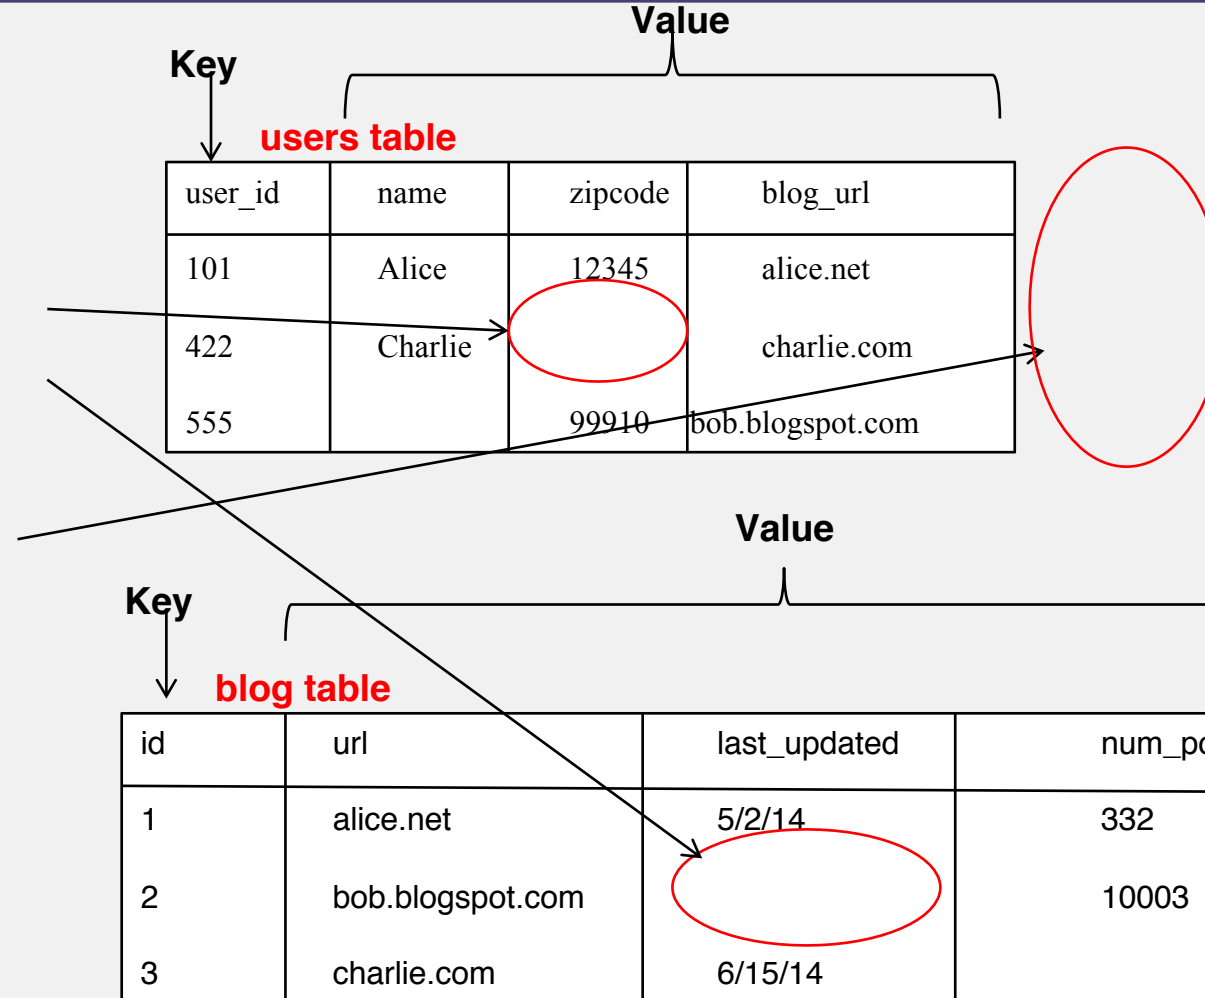 Value
Key
users table
user_id name zipcode blog_url
101 Alice 12345 alice.net
422 Charlie charlie.com
555 99910 bob.blogspot.com
Value
Key
blog table
id url last_updated num_po
1 alice.net 5/2/14 332
2 bob.blogspot.com 10003
3 charlie.com 6/15/14